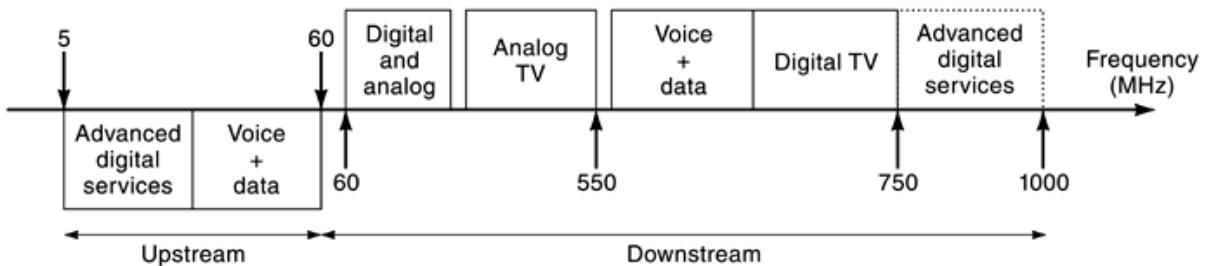 5
60
Digital
and
analog
Analog
TV
Voice
+
data
Digital TV
Advanced
digital
services
Frequency
(MHz)
Advanced
digital
services
Voice
+
data
60
550
750
1000
Upstream
Downstream